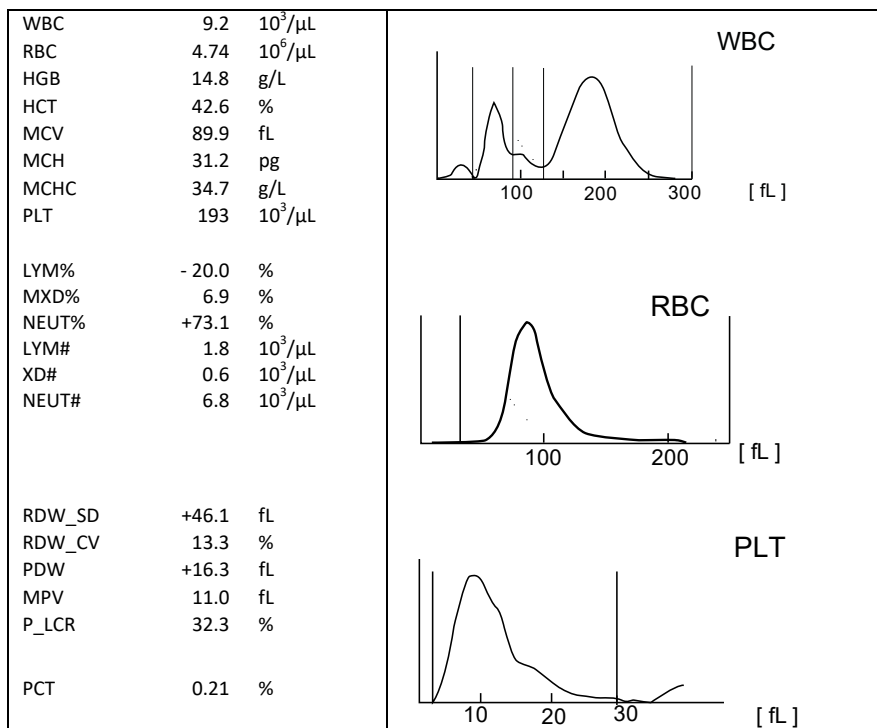 WBC 9.2 10³/µL
RBC 4.74 10⁶/µL
HGB 14.8 g/L
HCT 42.6 %
MCV 89.9 fL
MCH 31.2 pg
MCHC 34.7 g/L
PLT 193 10³/µL
LYM% - 20.0 %
MXD% 6.9 %
NEUT% +73.1 %
LYM# 1.8 10³/µL
XD# 0.6 10³/µL
NEUT# 6.8 10³/µL
RDW_SD +46.1 fL
RDW_CV 13.3 %
PDW +16.3 fL
MPV 11.0 fL
P_LCR 32.3 %
PCT 0.21 %
WBC
100 200 300 [ fL ]
RBC
100 200 [ fL ]
PLT
10 20 30 [ fL ]